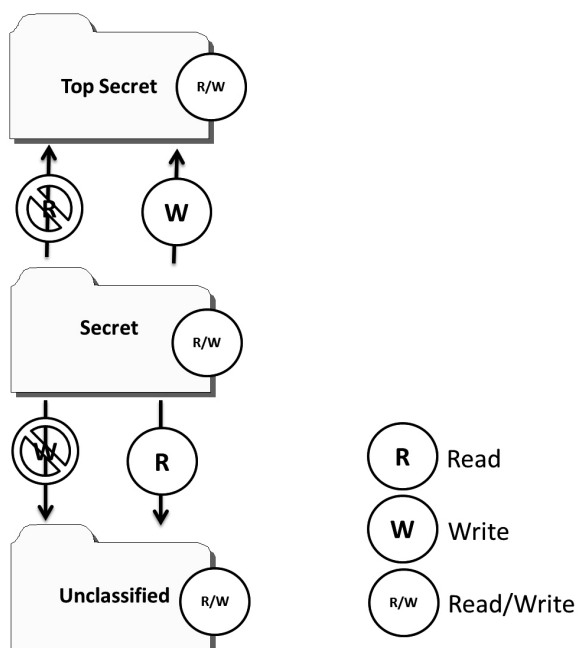 Top Secret
R/W
R
W
Secret
R/W
W
R
R Read
W Write
Unclassified
R/W
R/W Read/Write